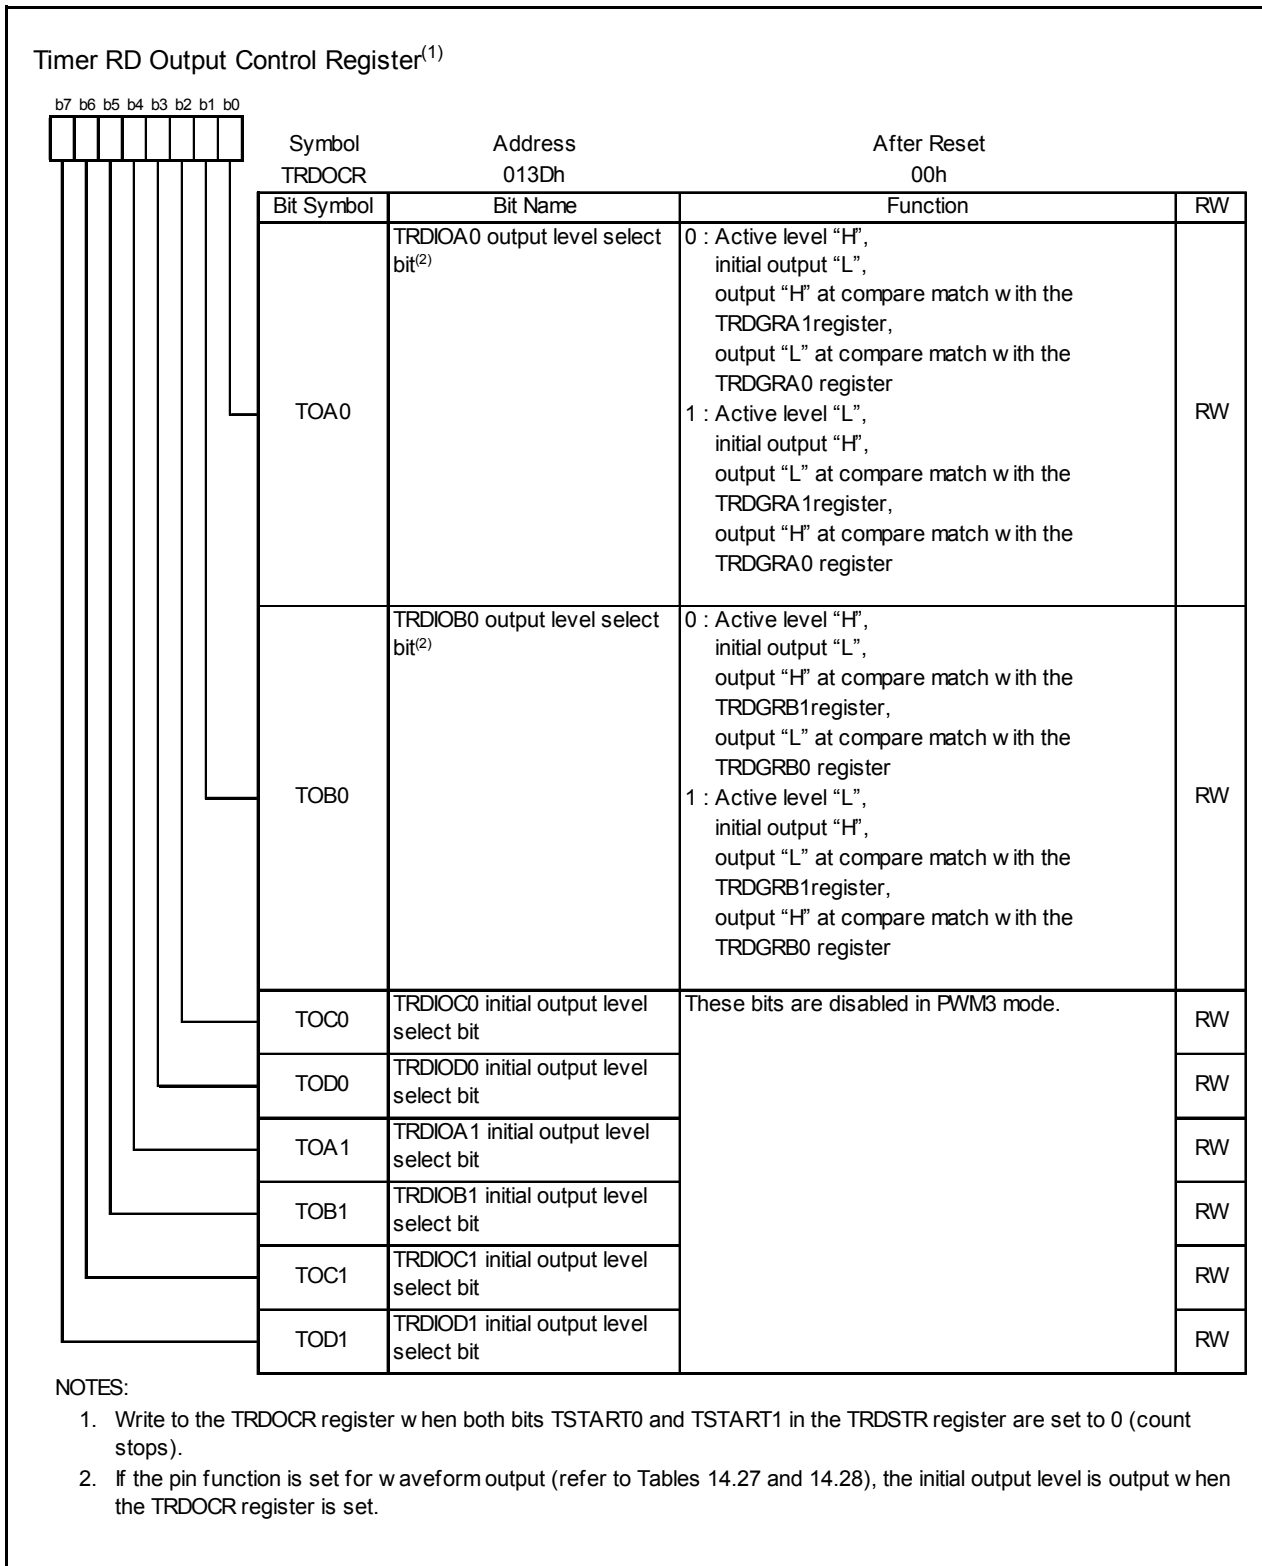 Timer RD Output Control Register(1)
b7 b6 b5 b4 b3 b2 b1 b0
Symbol Address After Reset
TRDOCR 013Dh 00h
Bit Symbol Bit Name Function RW
TOA0
TRDIOA0 output level select
bit(2)
0 : Active level “H”,
initial output “L”,
output “H” at compare match with the
TRDGRA1register,
output “L” at compare match with the
TRDGRA0 register
1 : Active level “L”,
initial output “H”,
output “L” at compare match with the
TRDGRA1register,
output “H” at compare match with the
TRDGRA0 register
RW
TOB0
TRDIOB0 output level select
bit(2)
0 : Active level “H”,
initial output “L”,
output “H” at compare match with the
TRDGRB1register,
output “L” at compare match with the
TRDGRB0 register
1 : Active level “L”,
initial output “H”,
output “L” at compare match with the
TRDGRB1register,
output “H” at compare match with the
TRDGRB0 register
RW
TOC0
TRDIOC0 initial output level
select bit
These bits are disabled in PWM3 mode.
RW
TOD0
TRDIOD0 initial output level
select bit
RW
TOA1
TRDIOA1 initial output level
select bit
RW
TOB1
TRDIOB1 initial output level
select bit
RW
TOC1
TRDIOC1 initial output level
select bit
RW
TOD1
TRDIOD1 initial output level
select bit
RW
NOTES:
1. Write to the TRDOCR register when both bits TSTART0 and TSTART1 in the TRDSTR register are set to 0 (count
stops).
2. If the pin function is set for waveform output (refer to Tables 14.27 and 14.28), the initial output level is output when
the TRDOCR register is set.